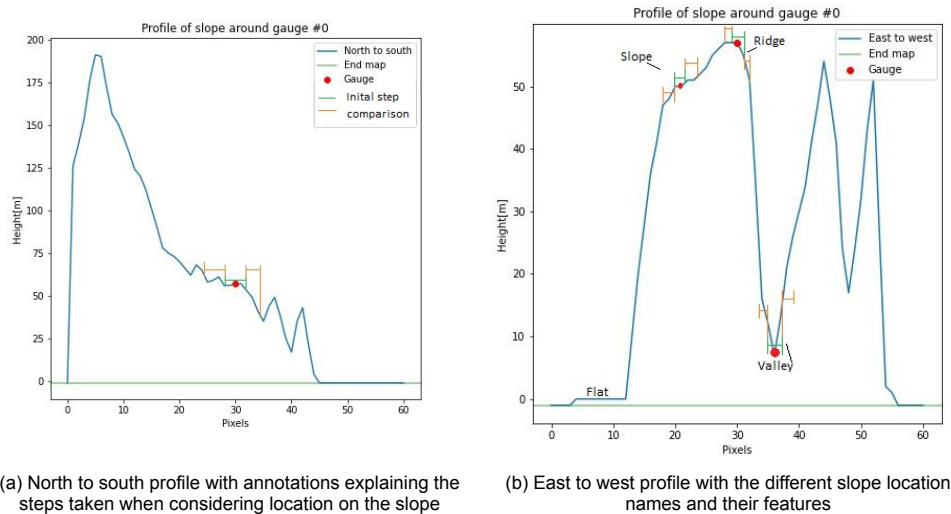 Profile of slope around gauge #0
North to south
End map
Gauge
Inital step
comparison
200
175
150
125
100
75
50
25
0
Height[m]
0 10 20 30 40 50 60
Pixels
Profile of slope around gauge #0
East to west
End map
Gauge
Ridge
Slope
Valley
Flat
50
40
30
20
10
0
Height[m]
0 10 20 30 40 50 60
Pixels
(a) North to south profile with annotations explaining the
steps taken when considering location on the slope
(b) East to west profile with the different slope location
names and their features